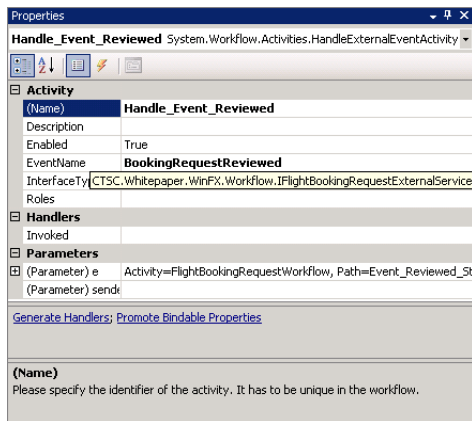 Properties
Handle_Event_Reviewed System.Workflow.Activities.HandleExternalEventActivity
Activity
(Name) Handle_Event_Reviewed
Description
Enabled True
EventName BookingRequestReviewed
InterfaceTy CTSC.Whitepaper.WinFX.Workflow.IFlightBookingRequestExternalService
Roles
Handlers
Invoked
Parameters
(Parameter) e Activity=FlightBookingRequestWorkflow, Path=Event_Reviewed_St
(Parameter) sende
Generate Handlers; Promote Bindable Properties
(Name)
Please specify the identifier of the activity. It has to be unique in the workflow.